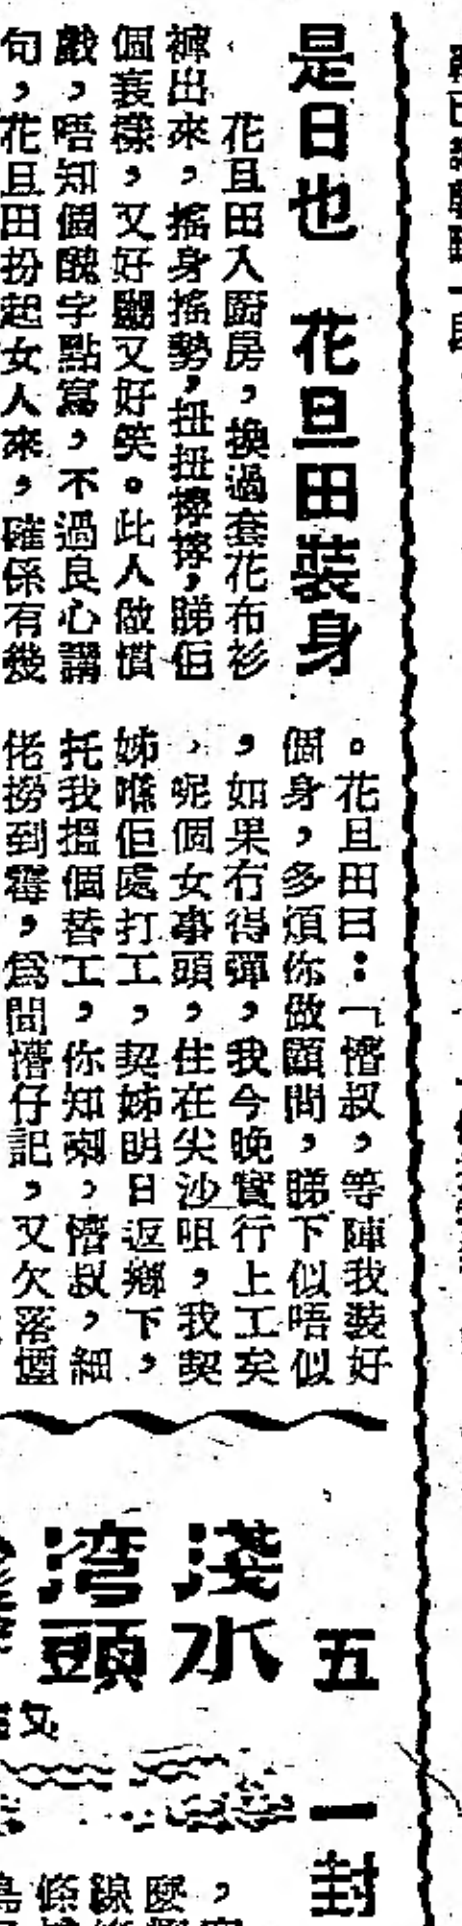 是日也　花旦田裝身
花旦田入厨房，換過套花布衫
褲出來，搖身搖勢，扭扭擰擰，睇佢
個衰樣，又好嬲又好笑。此人做慣
戲，唔知個醜字點寫，不過良心講
句，花旦田扮起女人來，確係有幾
。花旦田曰：「懵叔，等陣我裝好
個身，多煩你做顧問，睇下似唔似
，如果冇得彈，我今晚實行上工矣
，呢個女事頭，住在尖沙咀，我契
姊喺佢處打工，契姊明日返鄉下，
托我搵個替工，你知喇，懵叔，細
佬撈到霉，爲間懵仔記，又欠落煙
五
一封
淺水
湾頭